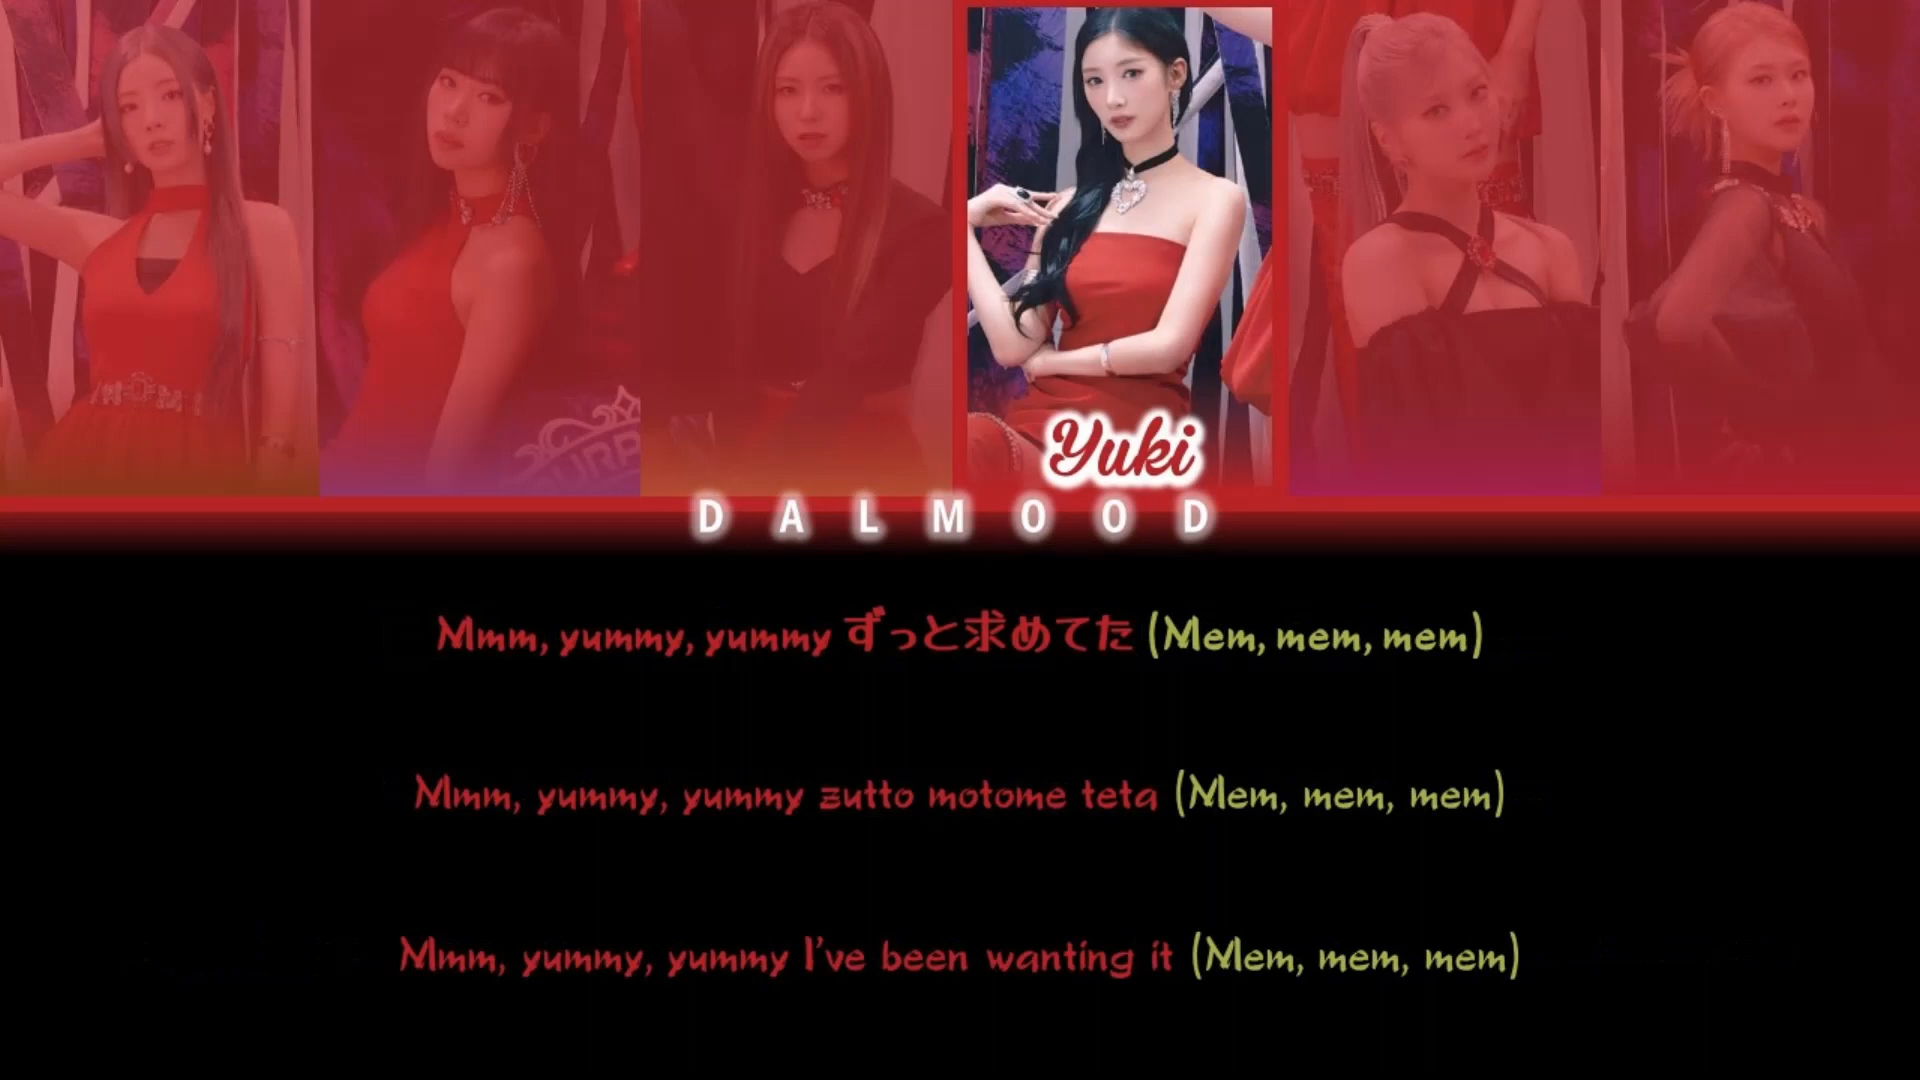 Yuki
DALMOOD
Mmm, yummy, yummy ずっと求めてた (Mem, mem, mem)
Mmm, yummy, yummy zutto motome teta (Mem, mem, mem)
Mmm, yummy, yummy I've been wanting it (Mem, mem, mem)